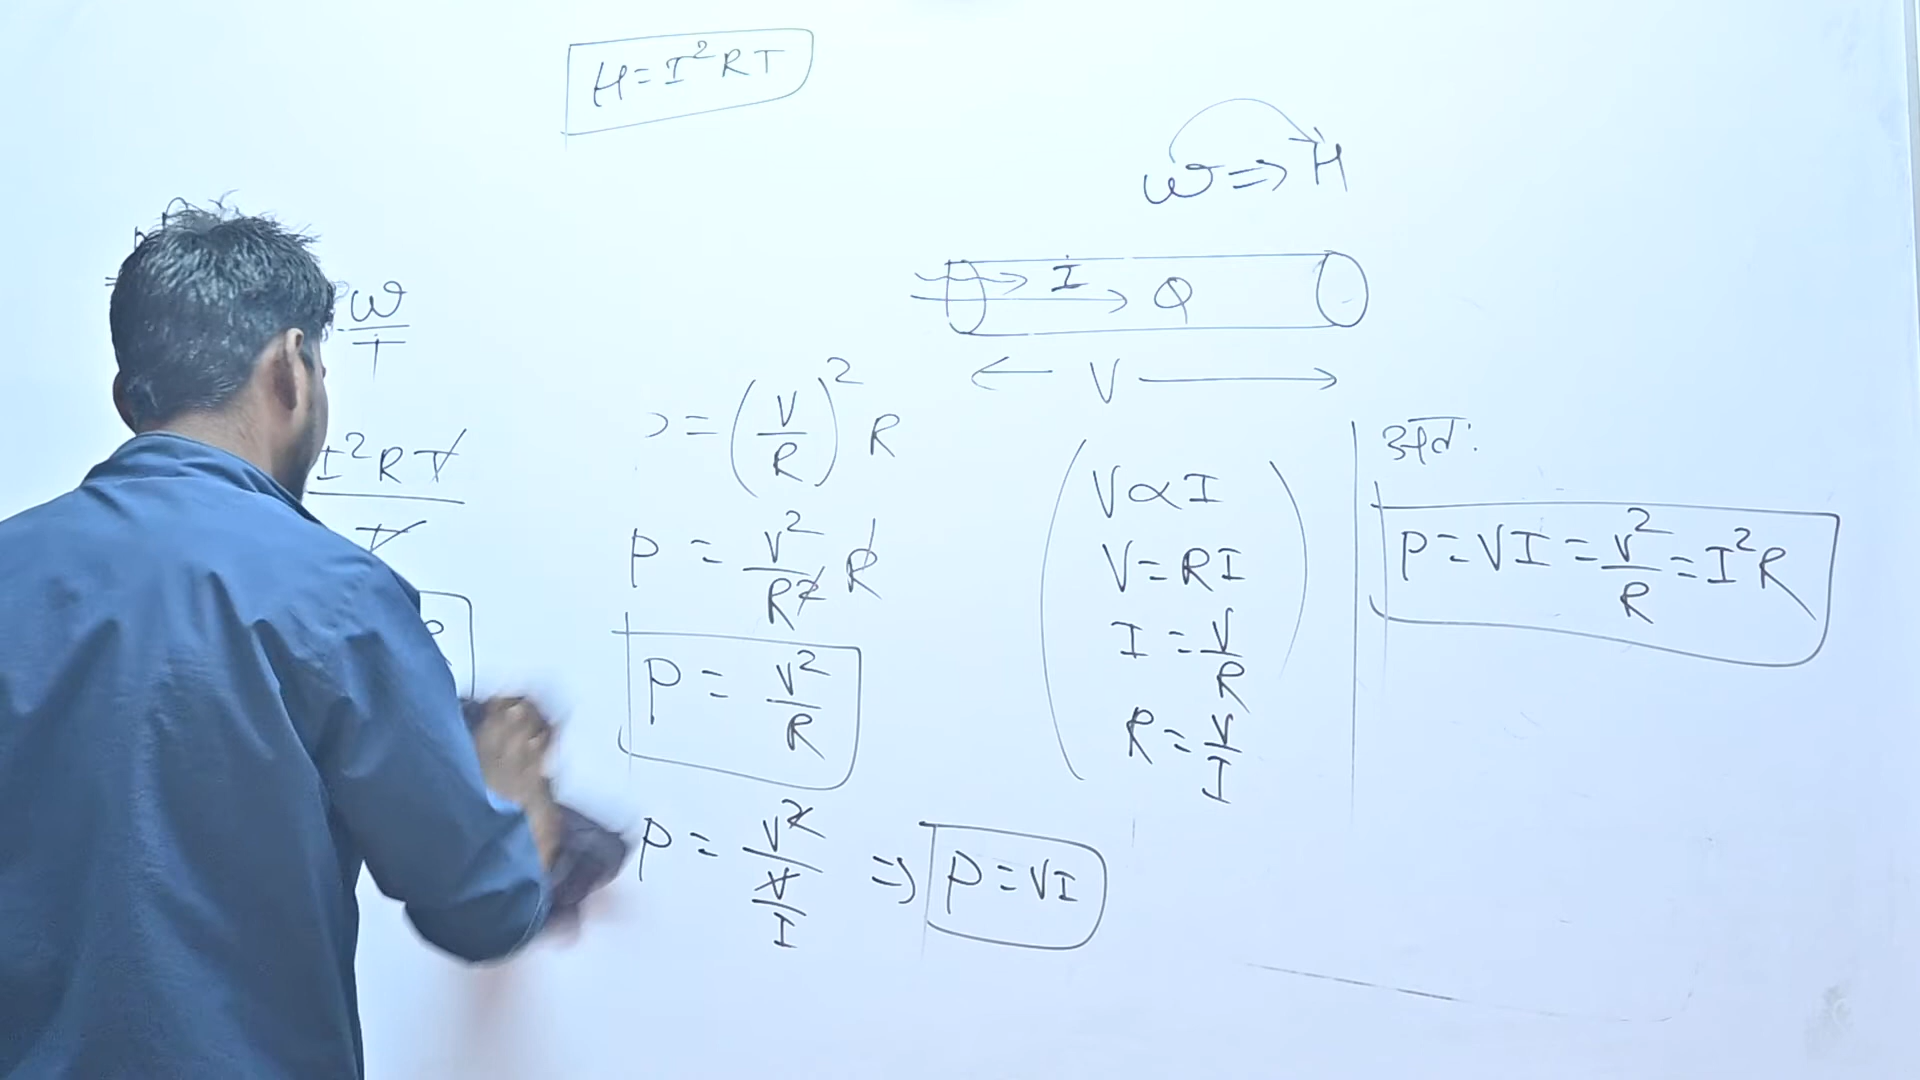 H=I²RT
ω⇒H
I Q
V
ω/T
I²RT/T
=(V/R)² R
P = V²/R² R
P = V²/R
P = V²/(V/I) ⇒ P=VI
V∝I
V=RI
I = V/R
R = V/I
अतः
P=VI=V²/R=I²R